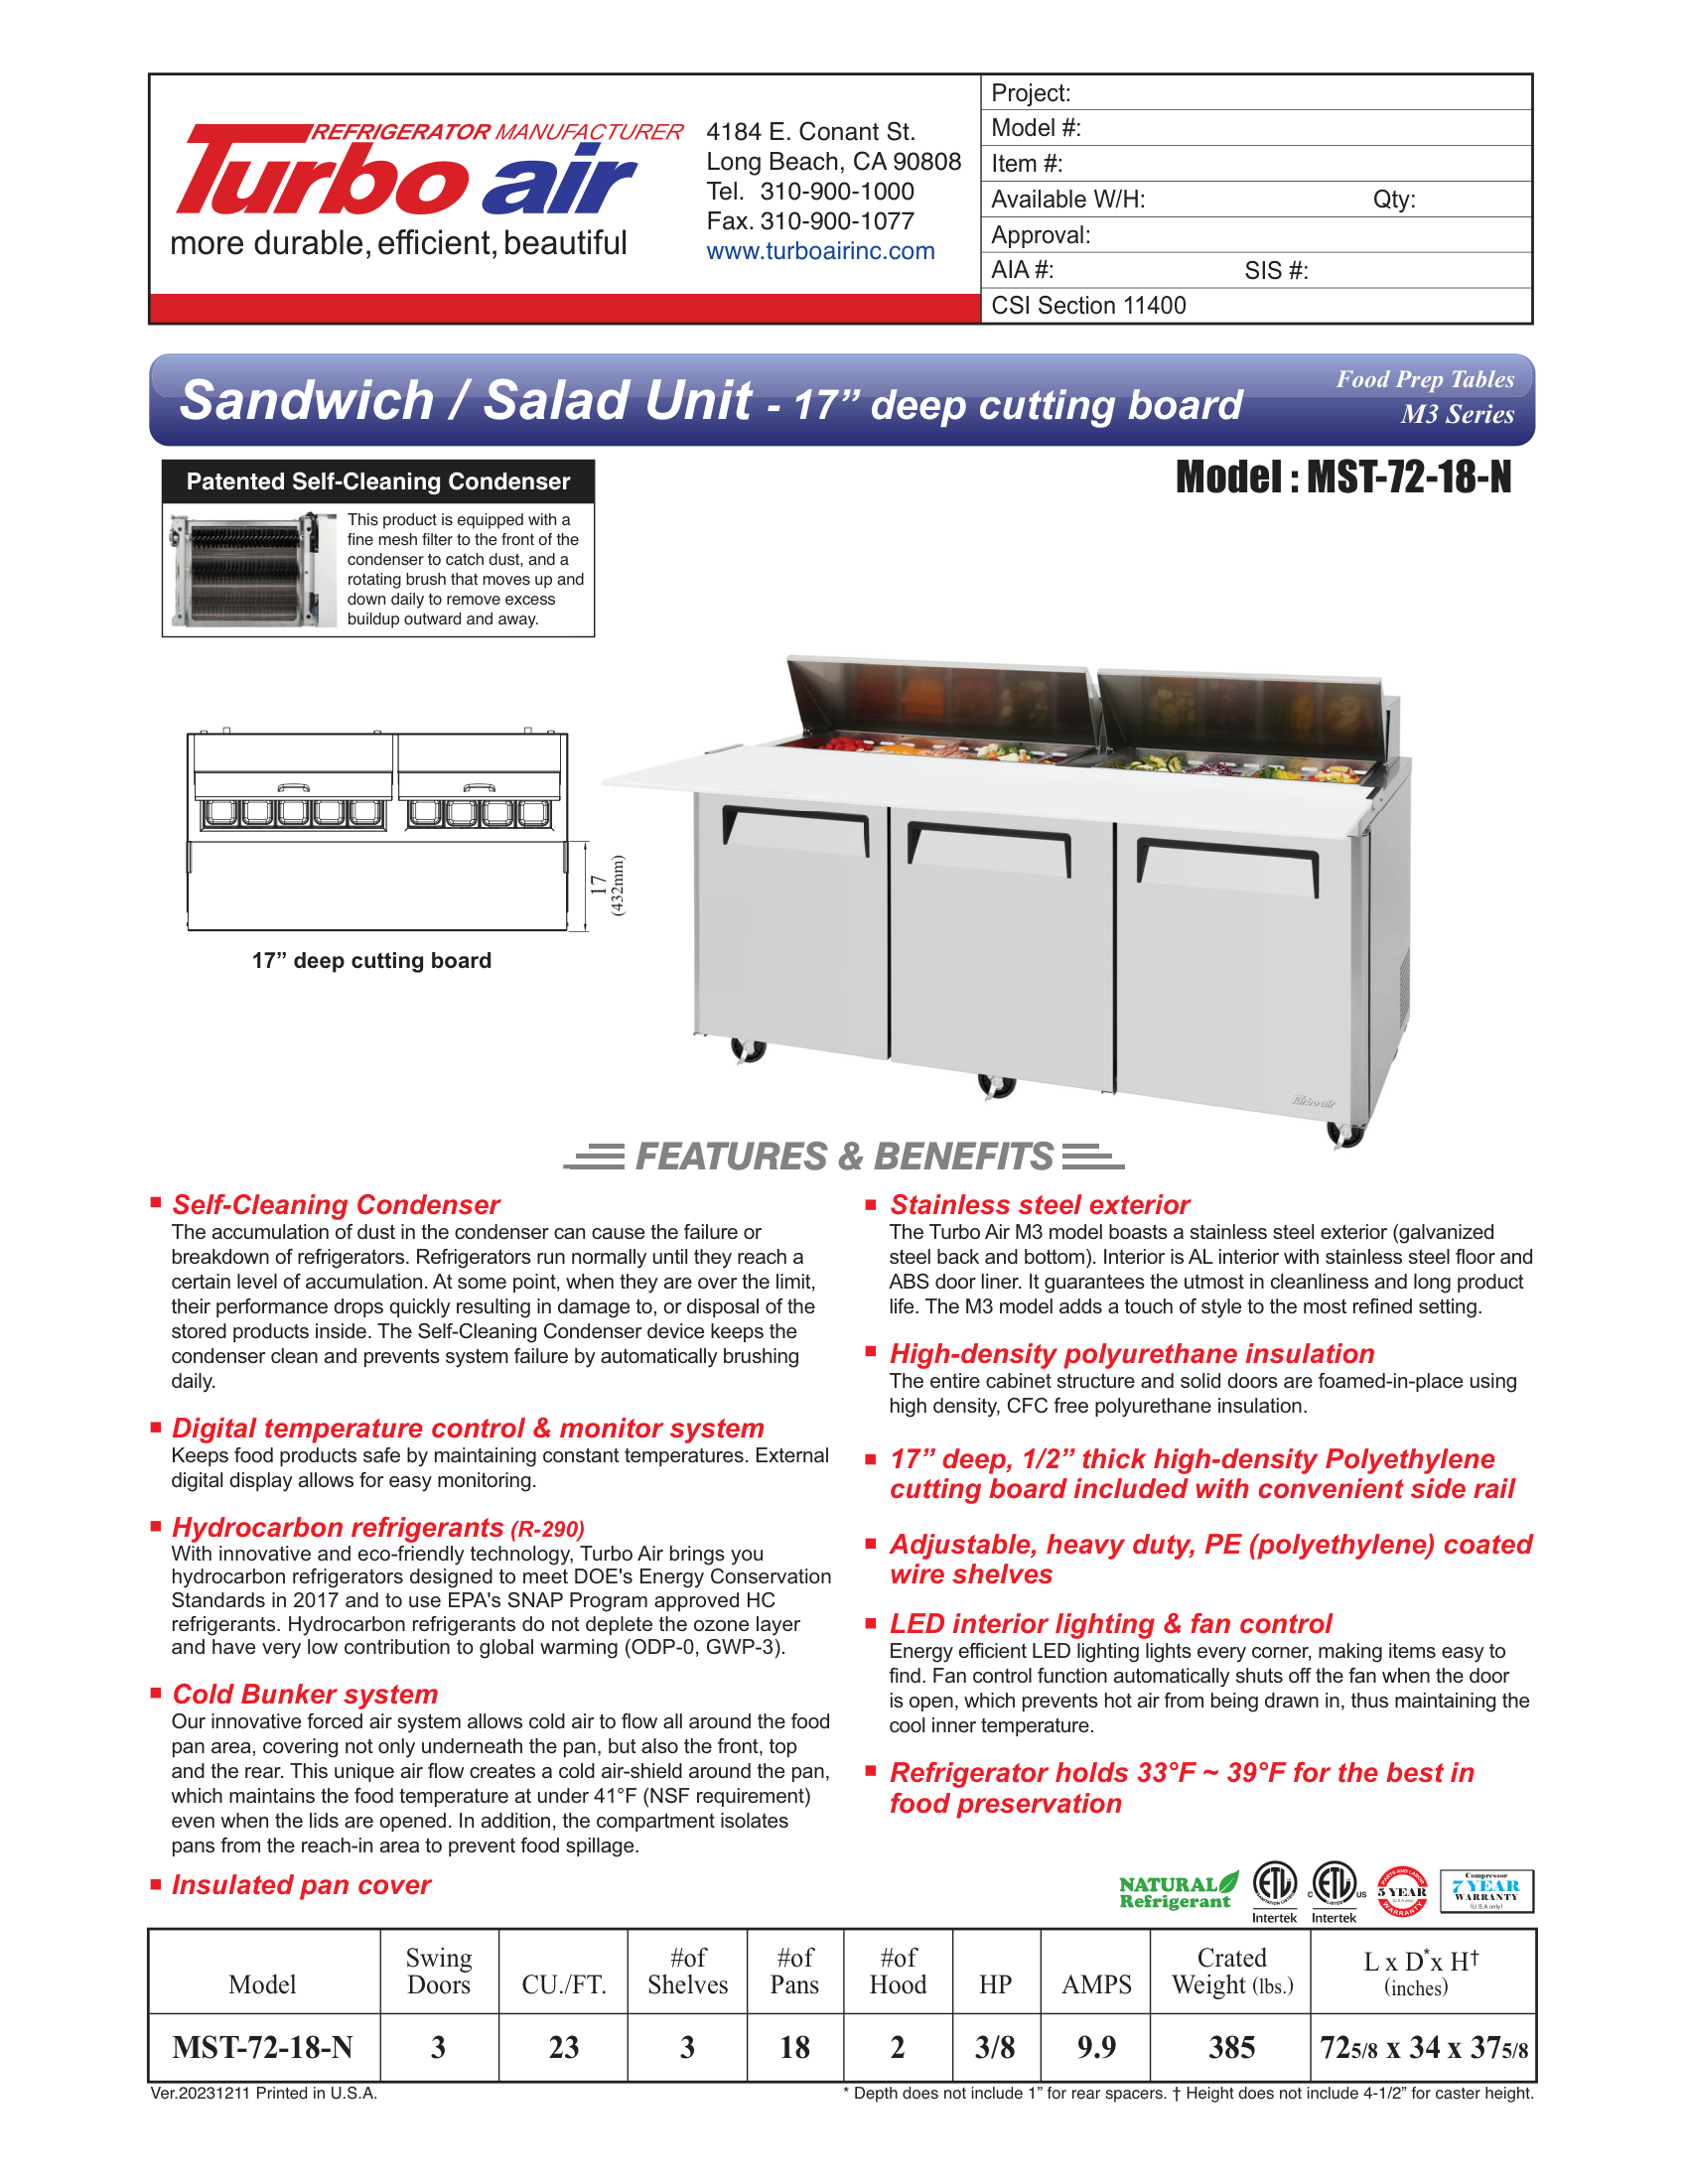 REFRIGERATOR MANUFACTURER
Turbo air
more durable, efficient, beautiful
4184 E. Conant St.
Long Beach, CA 90808
Tel. 310-900-1000
Fax. 310-900-1077
www.turboairinc.com
Project:
Model #:
Item #:
Available W/H: Qty:
Approval:
AIA #: SIS #:
CSI Section 11400
Sandwich / Salad Unit - 17” deep cutting board
Food Prep Tables
M3 Series
Patented Self-Cleaning Condenser
This product is equipped with a
fine mesh filter to the front of the
condenser to catch dust, and a
rotating brush that moves up and
down daily to remove excess
buildup outward and away.
Model : MST-72-18-N
17
(432mm)
17” deep cutting board
Turbo air
FEATURES & BENEFITS
■ Self-Cleaning Condenser
The accumulation of dust in the condenser can cause the failure or
breakdown of refrigerators. Refrigerators run normally until they reach a
certain level of accumulation. At some point, when they are over the limit,
their performance drops quickly resulting in damage to, or disposal of the
stored products inside. The Self-Cleaning Condenser device keeps the
condenser clean and prevents system failure by automatically brushing
daily.
■ Digital temperature control & monitor system
Keeps food products safe by maintaining constant temperatures. External
digital display allows for easy monitoring.
■ Hydrocarbon refrigerants (R-290)
With innovative and eco-friendly technology, Turbo Air brings you
hydrocarbon refrigerators designed to meet DOE's Energy Conservation
Standards in 2017 and to use EPA's SNAP Program approved HC
refrigerants. Hydrocarbon refrigerants do not deplete the ozone layer
and have very low contribution to global warming (ODP-0, GWP-3).
■ Cold Bunker system
Our innovative forced air system allows cold air to flow all around the food
pan area, covering not only underneath the pan, but also the front, top
and the rear. This unique air flow creates a cold air-shield around the pan,
which maintains the food temperature at under 41°F (NSF requirement)
even when the lids are opened. In addition, the compartment isolates
pans from the reach-in area to prevent food spillage.
■ Insulated pan cover
■ Stainless steel exterior
The Turbo Air M3 model boasts a stainless steel exterior (galvanized
steel back and bottom). Interior is AL interior with stainless steel floor and
ABS door liner. It guarantees the utmost in cleanliness and long product
life. The M3 model adds a touch of style to the most refined setting.
■ High-density polyurethane insulation
The entire cabinet structure and solid doors are foamed-in-place using
high density, CFC free polyurethane insulation.
■ 17” deep, 1/2” thick high-density Polyethylene
cutting board included with convenient side rail
■ Adjustable, heavy duty, PE (polyethylene) coated
wire shelves
■ LED interior lighting & fan control
Energy efficient LED lighting lights every corner, making items easy to
find. Fan control function automatically shuts off the fan when the door
is open, which prevents hot air from being drawn in, thus maintaining the
cool inner temperature.
■ Refrigerator holds 33°F ~ 39°F for the best in
food preservation
NATURAL
Refrigerant
ETL
SANITATION LISTED
Intertek
C ETL US
LISTED
Intertek
PARTS AND LABOR
5 YEAR
(U.S.A only)
WARRANTY
Compressor
7 YEAR
WARRANTY
(U.S.A only)
Model Swing Doors CU./FT. #of Shelves #of Pans #of Hood HP AMPS Crated Weight (lbs.) L x D* x H† (inches)
MST-72-18-N 3 23 3 18 2 3/8 9.9 385 72 5/8 x 34 x 37 5/8
Ver.20231211 Printed in U.S.A.
* Depth does not include 1” for rear spacers. † Height does not include 4-1/2” for caster height.